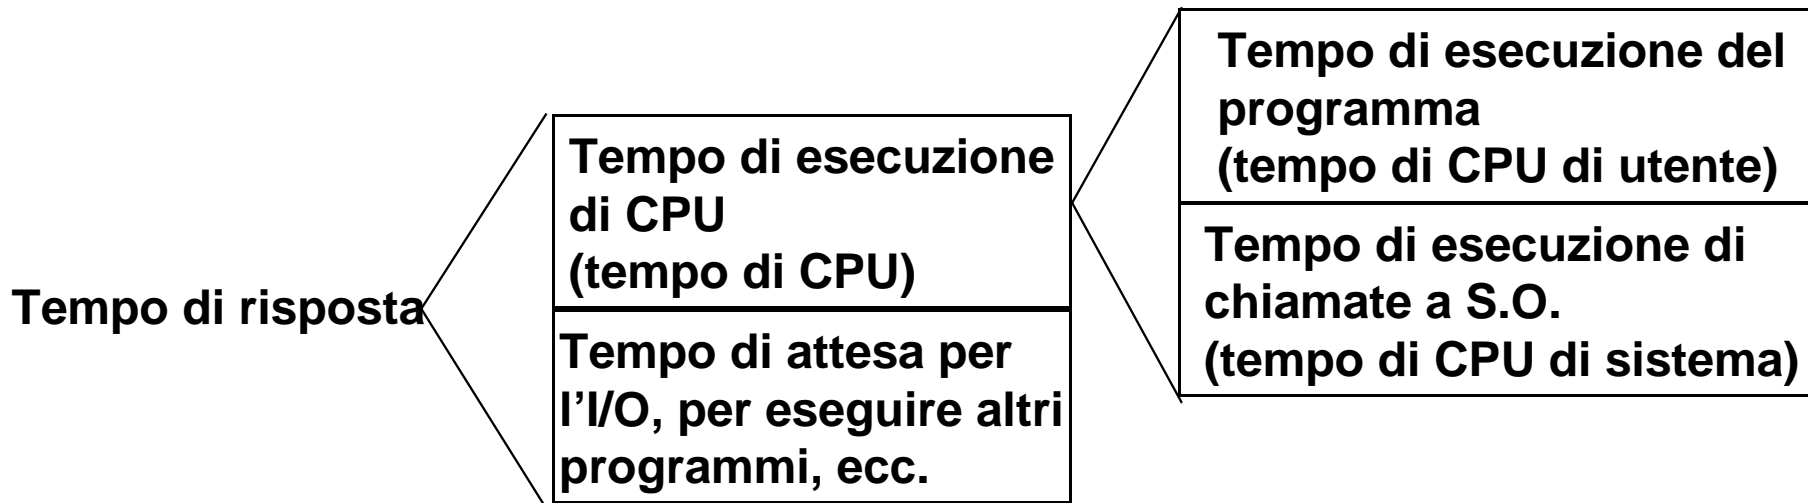 Tempo di risposta
Tempo di esecuzione
di CPU
(tempo di CPU)
Tempo di attesa per
l’I/O, per eseguire altri
programmi, ecc.
Tempo di esecuzione del
programma
(tempo di CPU di utente)
Tempo di esecuzione di
chiamate a S.O.
(tempo di CPU di sistema)